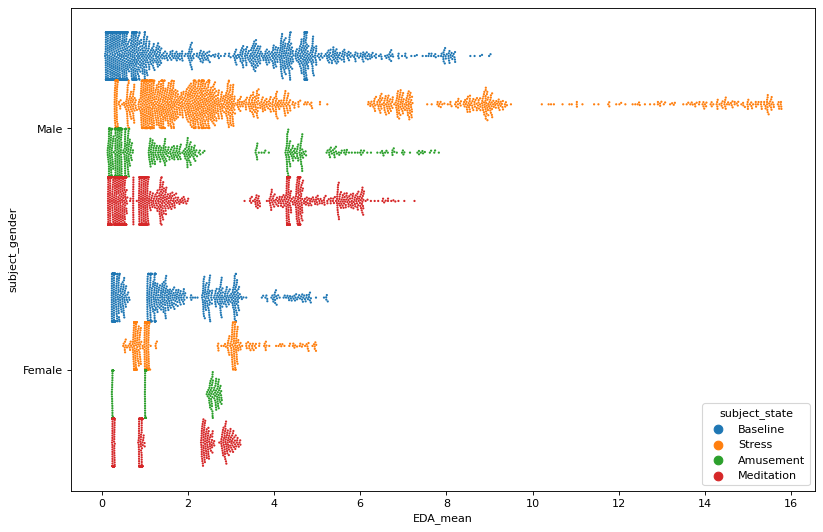 Male
Female
subject_gender
0 2 4 6 8 10 12 14 16
EDA_mean
subject_state
Baseline
Stress
Amusement
Meditation